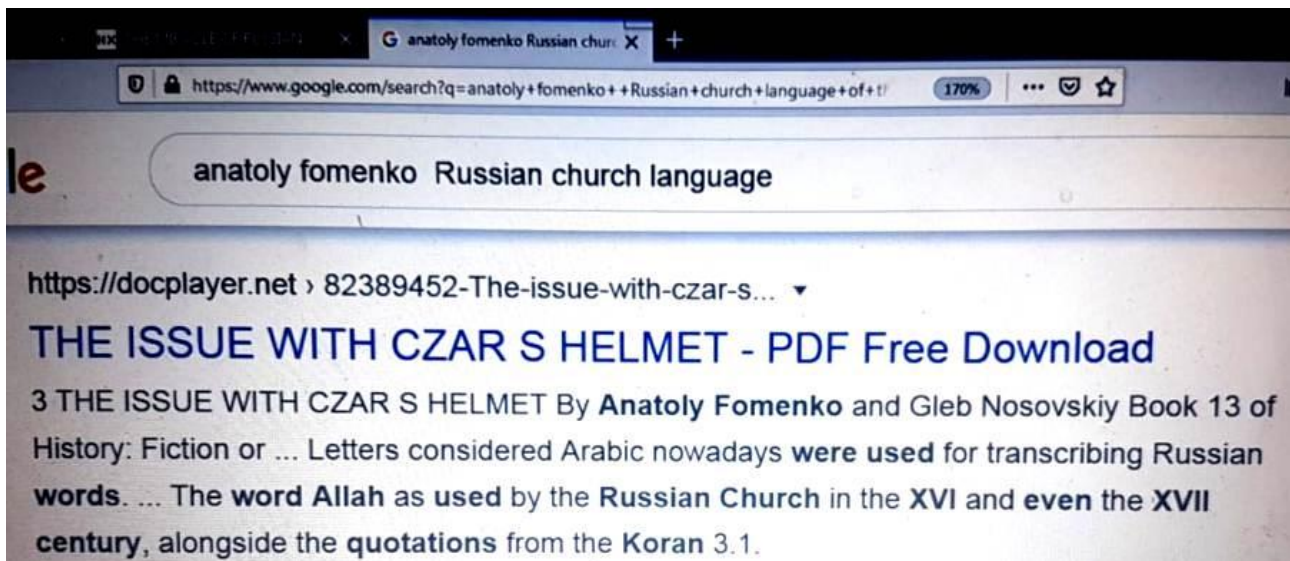 G anatoly fomenko Russian chur X +
https://www.google.com/search?q=anatoly+fomenko++Russian+church+language+of+t 170% ...
le
anatoly fomenko Russian church language
https://docplayer.net › 82389452-The-issue-with-czar-s... ▼
THE ISSUE WITH CZAR S HELMET - PDF Free Download
3 THE ISSUE WITH CZAR S HELMET By Anatoly Fomenko and Gleb Nosovskiy Book 13 of
History: Fiction or ... Letters considered Arabic nowadays were used for transcribing Russian
words. ... The word Allah as used by the Russian Church in the XVI and even the XVII
century, alongside the quotations from the Koran 3.1.